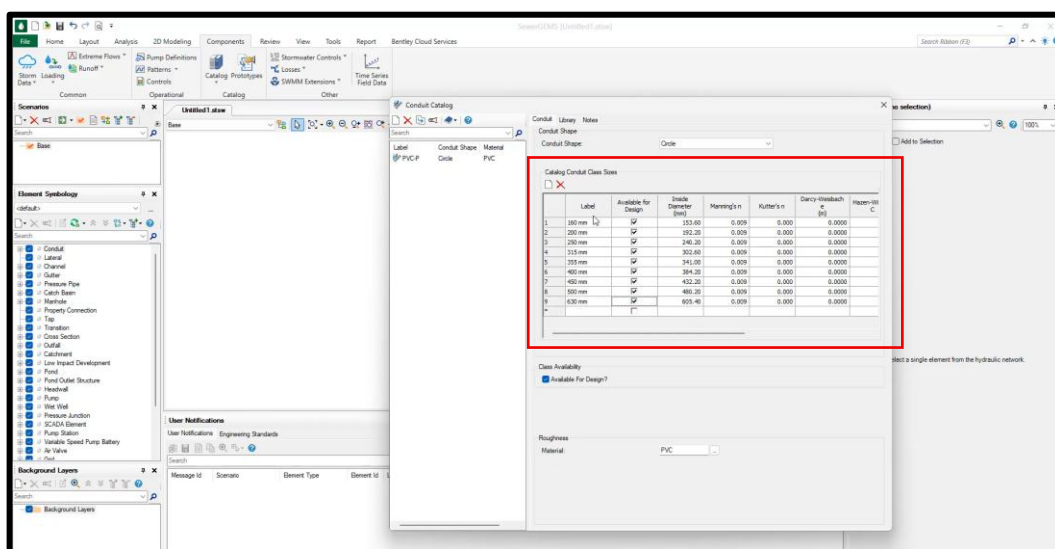 SewerGEMS [Untitled1.stsw]
File Home Layout Analysis 2D Modeling Components Review View Tools Report Bentley Cloud Services
Search Ribbon (F3)
Storm Data
Loading
Extreme Flows
Runoff
Common
Pump Definitions
Patterns
Controls
Operational
Catalog
Prototypes
Catalog
Stormwater Controls
Losses
SWMM Extensions
Other
Time Series Field Data
Scenarios
Search
Base
Element Symbology
<default>
Search
Conduit
Lateral
Channel
Gutter
Pressure Pipe
Catch Basin
Manhole
Property Connection
Tap
Transition
Cross Section
Outfall
Catchment
Low Impact Development
Pond
Pond Outlet Structure
Headwall
Pump
Wet Well
Pressure Junction
SCADA Element
Pump Station
Variable Speed Pump Battery
Air Valve
Background Layers
Search
Background Layers
Untitled1.stsw
Base
User Notifications
User Notifications Engineering Standards
Search
Message Id Scenario Element Type Element Id
Conduit Catalog
Search
Label Conduit Shape Material
PVC-P Circle PVC
Conduit Library Notes
Conduit Shape
Conduit Shape: Circle
Catalog Conduit Class Sizes
Label Available for Design Inside Diameter (mm) Manning's n Kutter's n Darcy-Weisbach e (m) Hazen-Wi C
1 160 mm 153.60 0.009 0.000 0.0000
2 200 mm 192.20 0.009 0.000 0.0000
3 250 mm 240.20 0.009 0.000 0.0000
4 315 mm 302.60 0.009 0.000 0.0000
5 355 mm 341.00 0.009 0.000 0.0000
6 400 mm 384.20 0.009 0.000 0.0000
7 450 mm 432.20 0.009 0.000 0.0000
8 500 mm 480.20 0.009 0.000 0.0000
9 630 mm 605.40 0.009 0.000 0.0000
*
Class Availability
Available For Design?
Roughness
Material: PVC ...
no selection)
100%
Add to Selection
elect a single element from the hydraulic network.